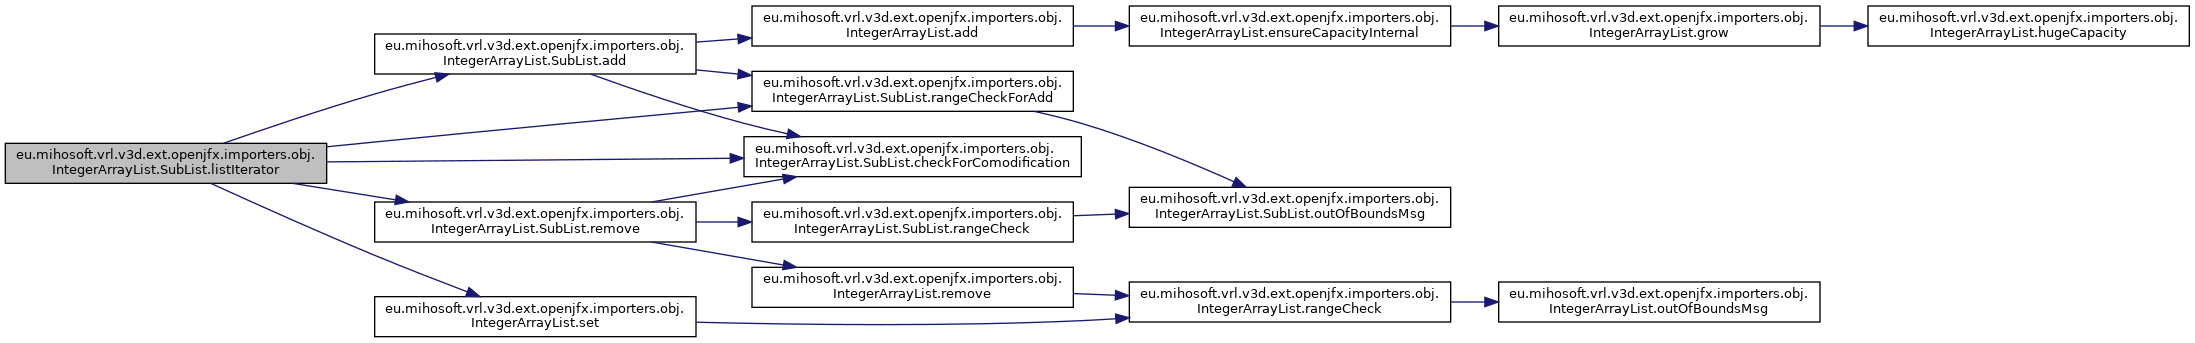 eu.mihosoft.vrl.v3d.ext.openjfx.importers.obj.
IntegerArrayList.SubList.listIterator
eu.mihosoft.vrl.v3d.ext.openjfx.importers.obj.
IntegerArrayList.SubList.add
eu.mihosoft.vrl.v3d.ext.openjfx.importers.obj.
IntegerArrayList.SubList.remove
eu.mihosoft.vrl.v3d.ext.openjfx.importers.obj.
IntegerArrayList.set
eu.mihosoft.vrl.v3d.ext.openjfx.importers.obj.
IntegerArrayList.add
eu.mihosoft.vrl.v3d.ext.openjfx.importers.obj.
IntegerArrayList.SubList.rangeCheckForAdd
eu.mihosoft.vrl.v3d.ext.openjfx.importers.obj.
IntegerArrayList.SubList.checkForComodification
eu.mihosoft.vrl.v3d.ext.openjfx.importers.obj.
IntegerArrayList.SubList.rangeCheck
eu.mihosoft.vrl.v3d.ext.openjfx.importers.obj.
IntegerArrayList.remove
eu.mihosoft.vrl.v3d.ext.openjfx.importers.obj.
IntegerArrayList.ensureCapacityInternal
eu.mihosoft.vrl.v3d.ext.openjfx.importers.obj.
IntegerArrayList.SubList.outOfBoundsMsg
eu.mihosoft.vrl.v3d.ext.openjfx.importers.obj.
IntegerArrayList.rangeCheck
eu.mihosoft.vrl.v3d.ext.openjfx.importers.obj.
IntegerArrayList.grow
eu.mihosoft.vrl.v3d.ext.openjfx.importers.obj.
IntegerArrayList.outOfBoundsMsg
eu.mihosoft.vrl.v3d.ext.openjfx.importers.obj.
IntegerArrayList.hugeCapacity